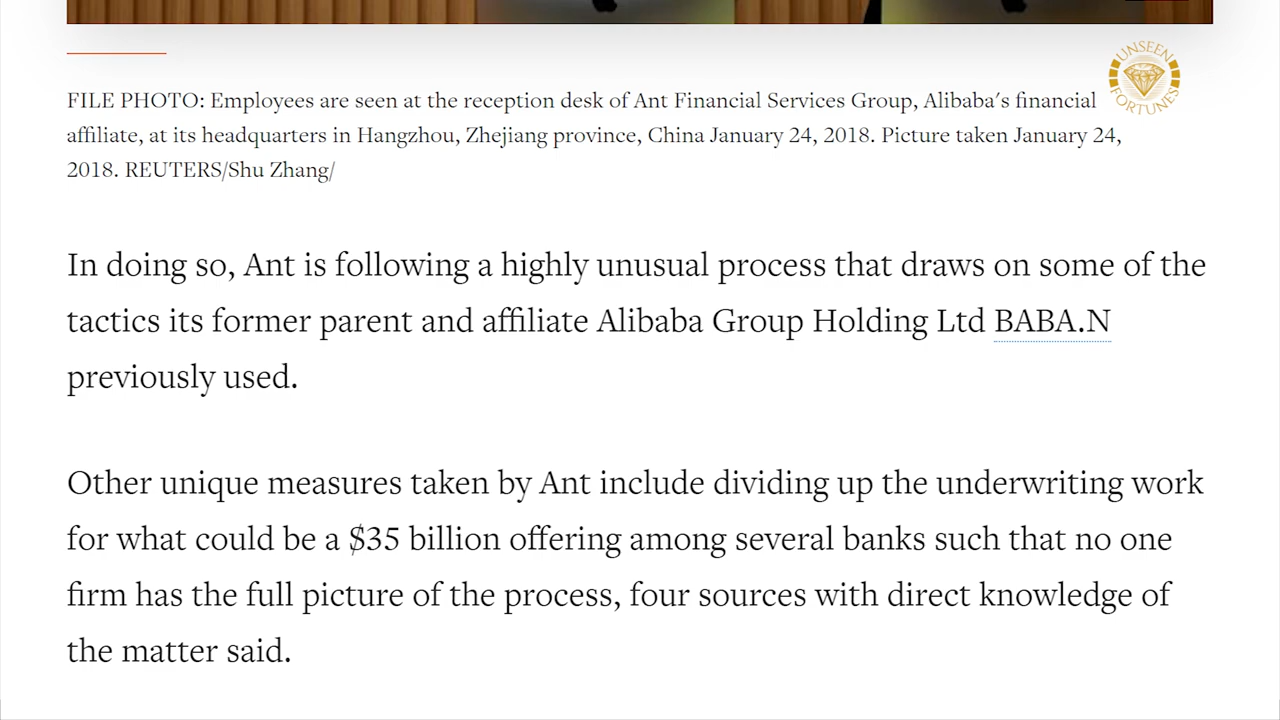 UNSEEN
FORTUNES
FILE PHOTO: Employees are seen at the reception desk of Ant Financial Services Group, Alibaba's financial
affiliate, at its headquarters in Hangzhou, Zhejiang province, China January 24, 2018. Picture taken January 24,
2018. REUTERS/Shu Zhang/
In doing so, Ant is following a highly unusual process that draws on some of the
tactics its former parent and affiliate Alibaba Group Holding Ltd BABA.N
previously used.
Other unique measures taken by Ant include dividing up the underwriting work
for what could be a $35 billion offering among several banks such that no one
firm has the full picture of the process, four sources with direct knowledge of
the matter said.